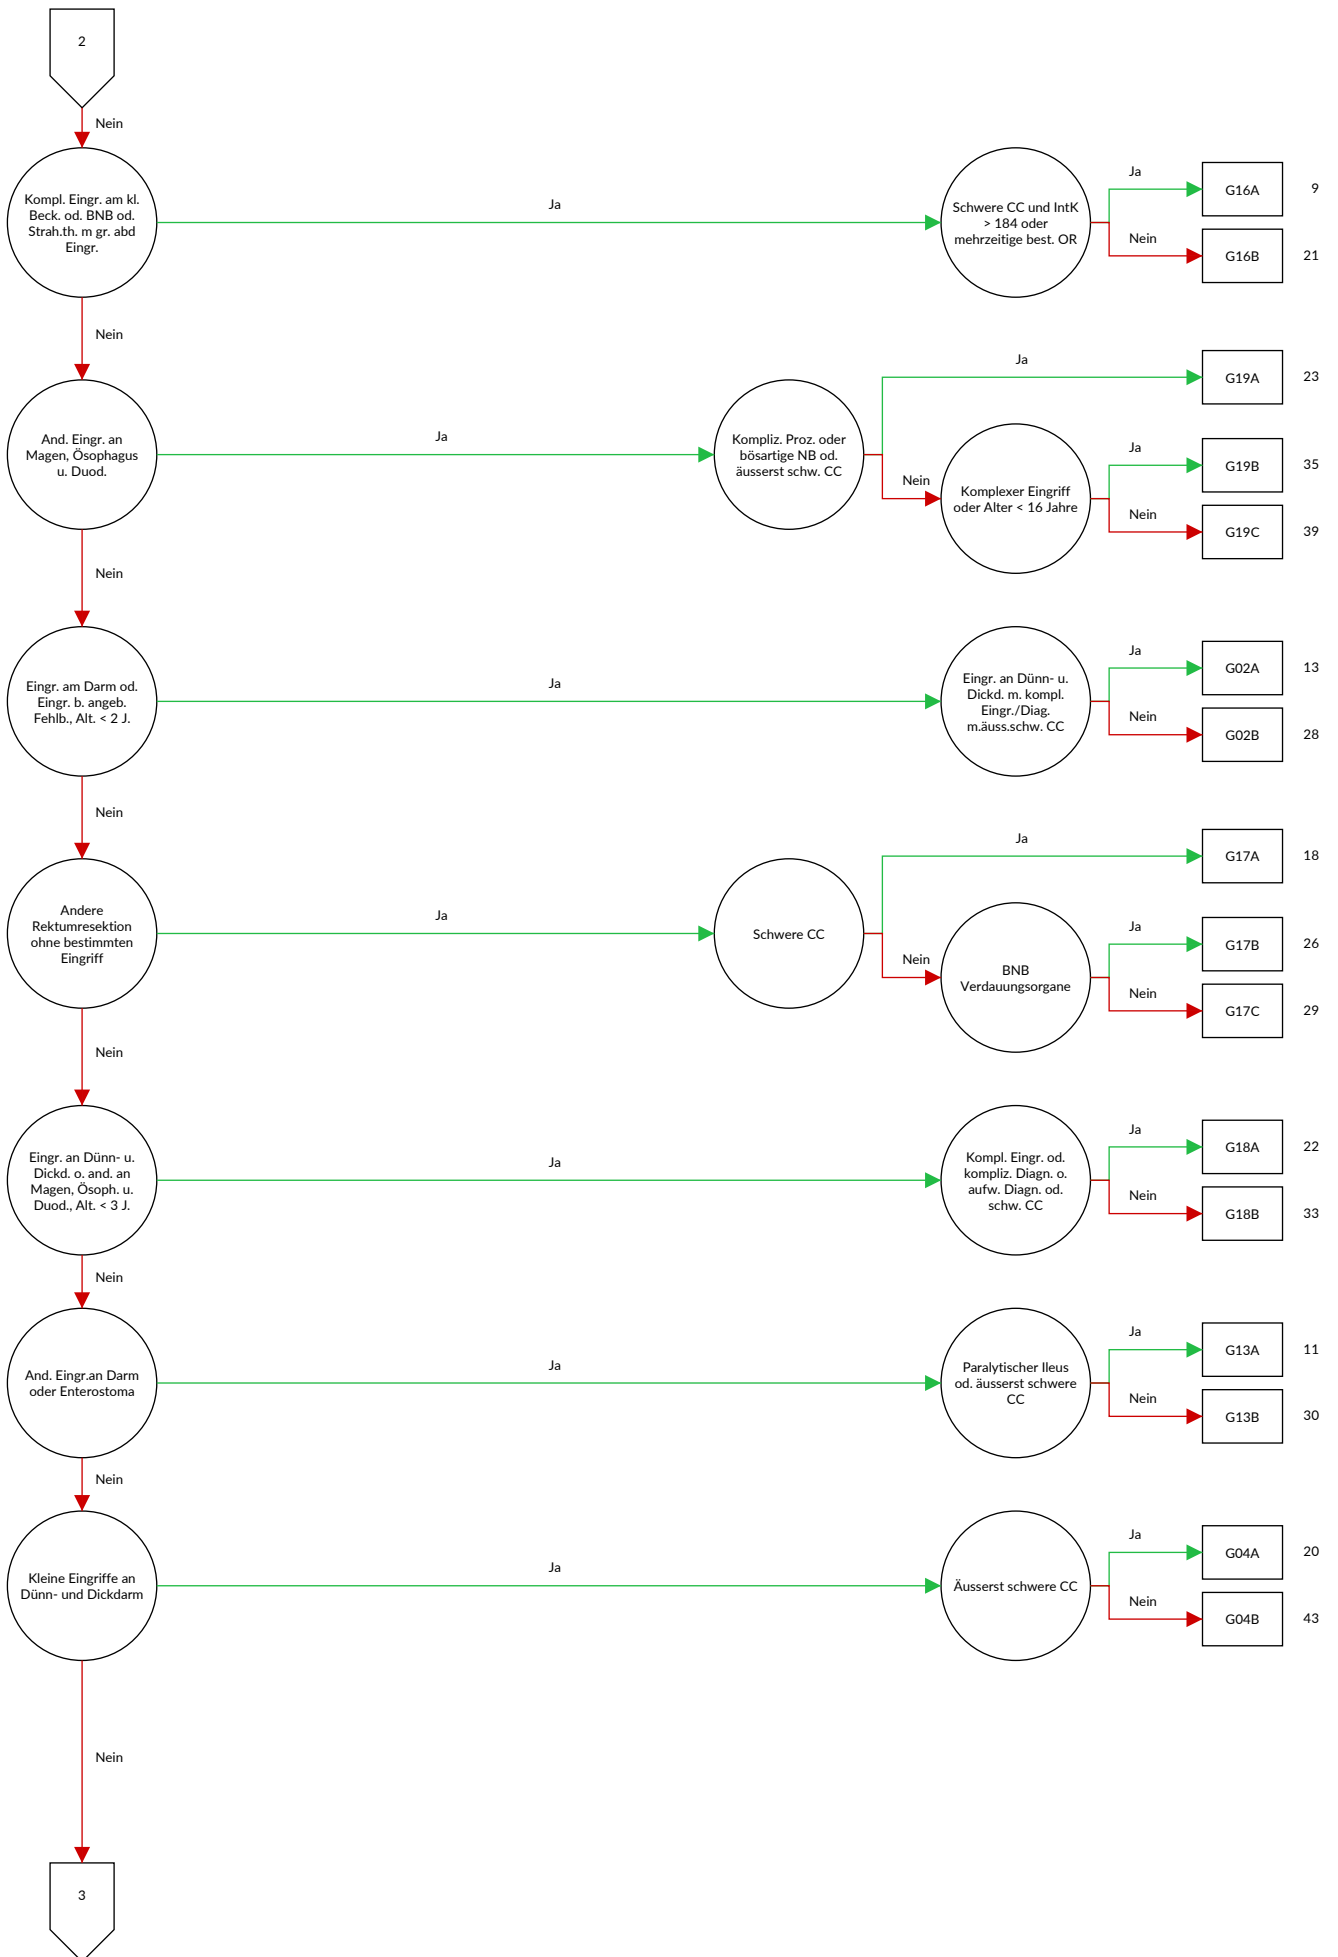 2
Nein
Kompl. Eingr. am kl.
Beck. od. BNB od.
Strah.th. m gr. abd
Eingr.
Ja
Schwere CC und IntK
> 184 oder
mehrzeitige best. OR
Ja
G16A
9
Nein
G16B
21
Nein
And. Eingr. an
Magen, Ösophagus
u. Duod.
Ja
Kompliz. Proz. oder
bösartige NB od.
äusserst schw. CC
Ja
G19A
23
Nein
Komplexer Eingriff
oder Alter < 16 Jahre
Ja
G19B
35
Nein
G19C
39
Nein
Eingr. am Darm od.
Eingr. b. angeb.
Fehlb., Alt. < 2 J.
Ja
Eingr. an Dünn- u.
Dickd. m. kompl.
Eingr./Diag.
m.äuss.schw. CC
Ja
G02A
13
Nein
G02B
28
Nein
Andere
Rektumresektion
ohne bestimmten
Eingriff
Ja
Schwere CC
Ja
G17A
18
Nein
BNB
Verdauungsorgane
Ja
G17B
26
Nein
G17C
29
Nein
Eingr. an Dünn- u.
Dickd. o. and. an
Magen, Ösoph. u.
Duod., Alt. < 3 J.
Ja
Kompl. Eingr. od.
kompliz. Diagn. o.
aufw. Diagn. od.
schw. CC
Ja
G18A
22
Nein
G18B
33
Nein
And. Eingr.an Darm
oder Enterostoma
Ja
Paralytischer Ileus
od. äusserst schwere
CC
Ja
G13A
11
Nein
G13B
30
Nein
Kleine Eingriffe an
Dünn- und Dickdarm
Ja
Äusserst schwere CC
Ja
G04A
20
Nein
G04B
43
Nein
3